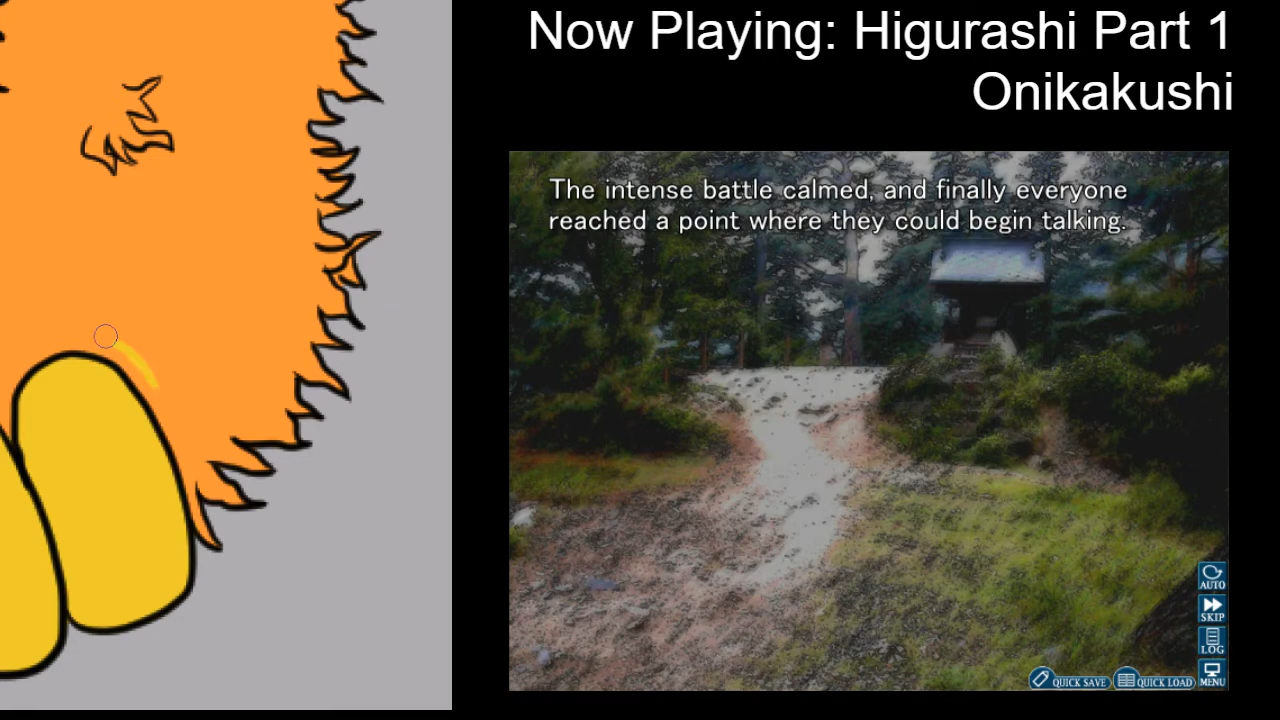 Now Playing: Higurashi Part 1
Onikakushi
The intense battle calmed, and finally everyone
reached a point where they could begin talking.
AUTO
SKIP
LOG
MENU
QUICK SAVE
QUICK LOAD